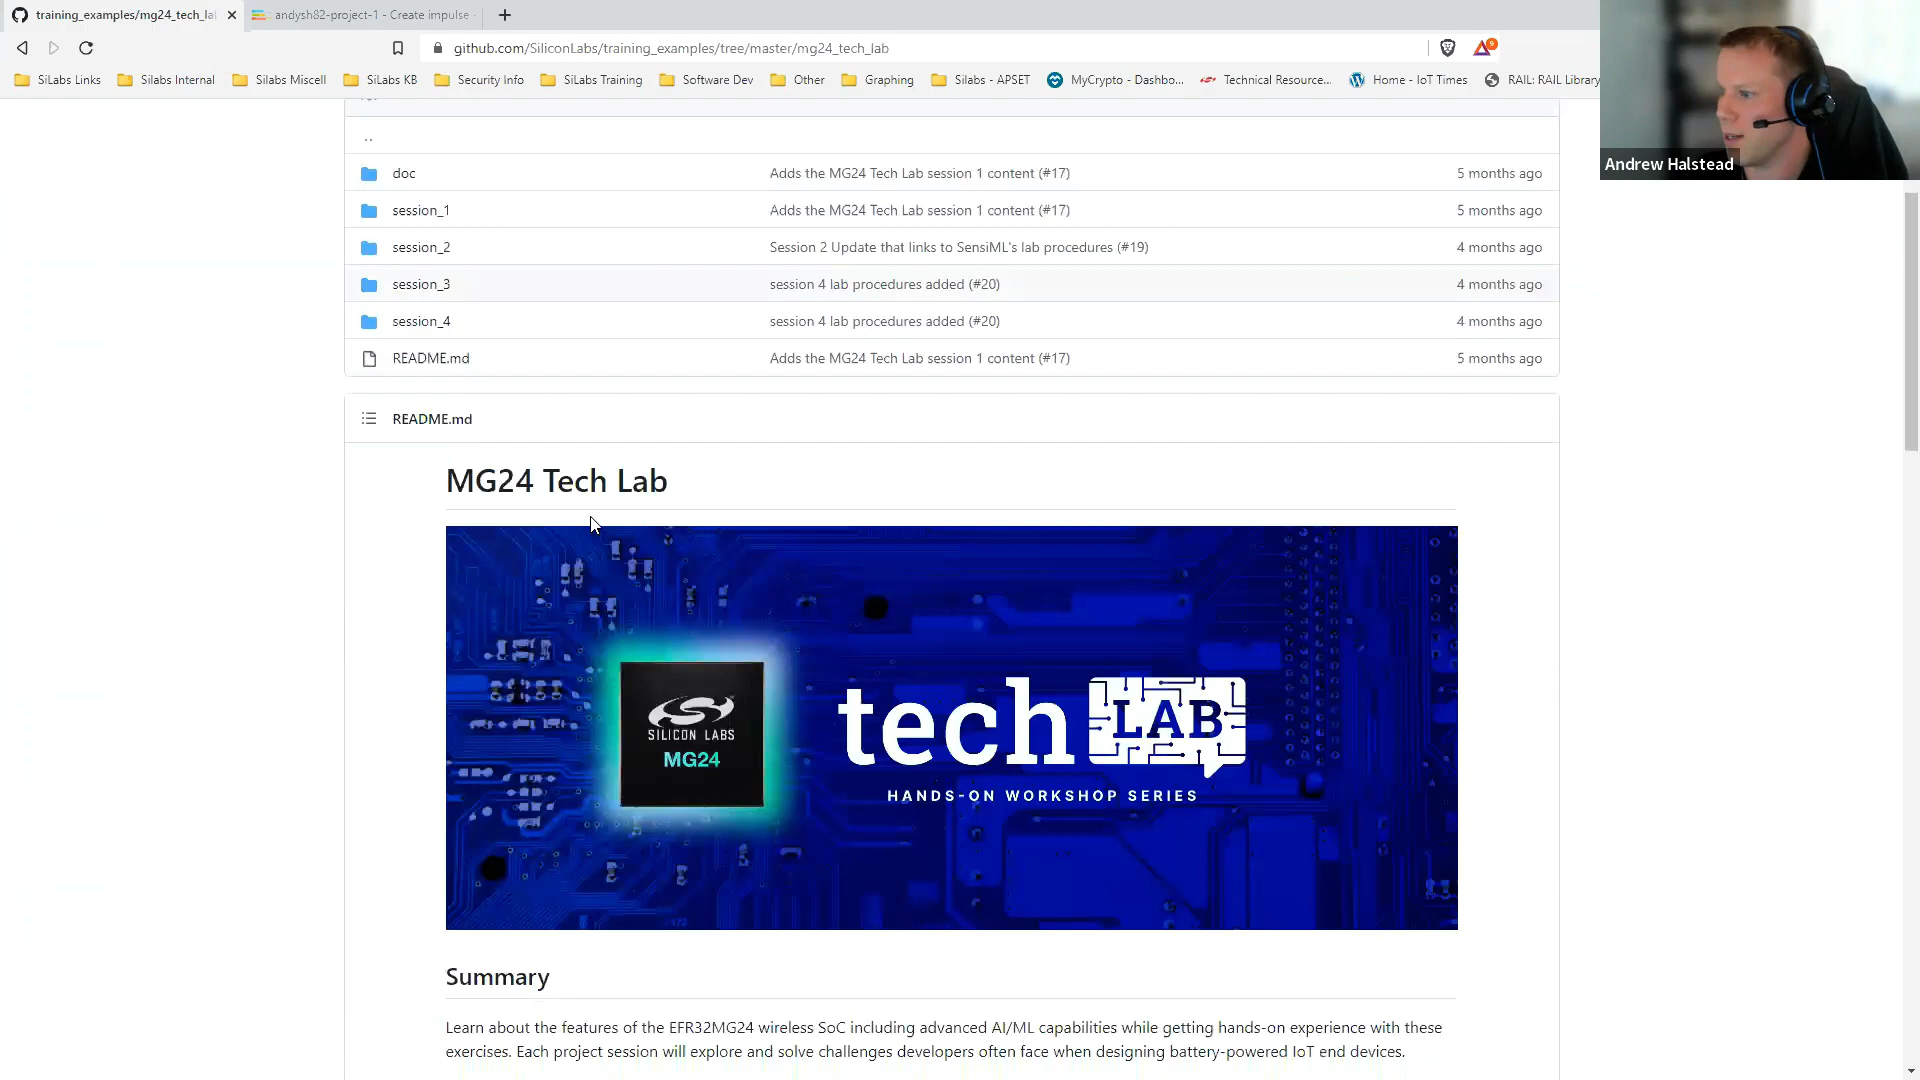 training_examples/mg24_tech_la
andysh82-project-1 - Create impulse
github.com/SiliconLabs/training_examples/tree/master/mg24_tech_lab
9
SiLabs Links
Silabs Internal
Silabs Miscell
SiLabs KB
Security Info
SiLabs Training
Software Dev
Other
Graphing
Silabs - APSET
MyCrypto - Dashbo...
Technical Resource...
Home - IoT Times
RAIL: RAIL Library
Andrew Halstead
..
doc Adds the MG24 Tech Lab session 1 content (#17) 5 months ago
session_1 Adds the MG24 Tech Lab session 1 content (#17) 5 months ago
session_2 Session 2 Update that links to SensiML's lab procedures (#19) 4 months ago
session_3 session 4 lab procedures added (#20) 4 months ago
session_4 session 4 lab procedures added (#20) 4 months ago
README.md Adds the MG24 Tech Lab session 1 content (#17) 5 months ago
README.md
MG24 Tech Lab
SILICON LABS
MG24
tech LAB
HANDS-ON WORKSHOP SERIES
Summary
Learn about the features of the EFR32MG24 wireless SoC including advanced AI/ML capabilities while getting hands-on experience with these
exercises. Each project session will explore and solve challenges developers often face when designing battery-powered IoT end devices.